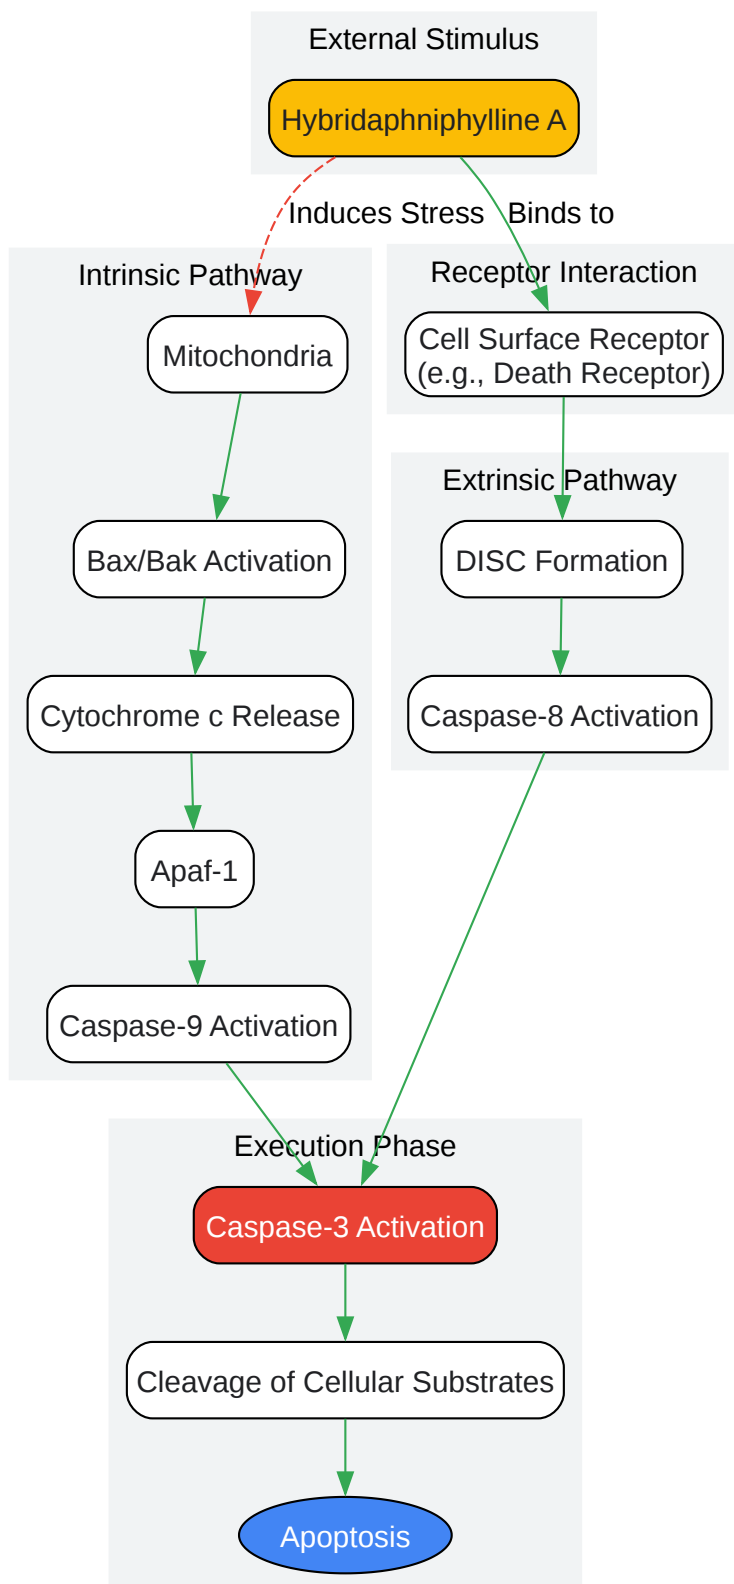 External Stimulus
Hybridaphniphylline A
Induces Stress
Binds to
Intrinsic Pathway
Receptor Interaction
Mitochondria
Cell Surface Receptor
(e.g., Death Receptor)
Extrinsic Pathway
Bax/Bak Activation
DISC Formation
Cytochrome c Release
Caspase-8 Activation
Apaf-1
Caspase-9 Activation
Execution Phase
Caspase-3 Activation
Cleavage of Cellular Substrates
Apoptosis